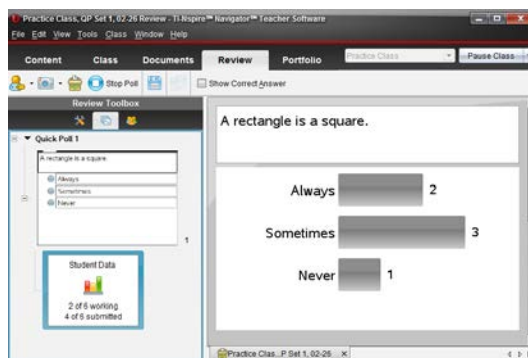 Practice Class, QP Set 1, 02-26 Review - TI-Nspire™ Navigator™ Teacher Software
File Edit View Tools Class Window Help
Content Class Documents Review Portfolio Practice Class Pause Class
Stop Poll Show Correct Answer
Review Toolbox
Quick Poll 1
A rectangle is a square.
Always
Sometimes
Never
1
Student Data
2 of 6 working
4 of 6 submitted
A rectangle is a square.
Always 2
Sometimes 3
Never 1
Practice Clas...P Set 1, 02-26